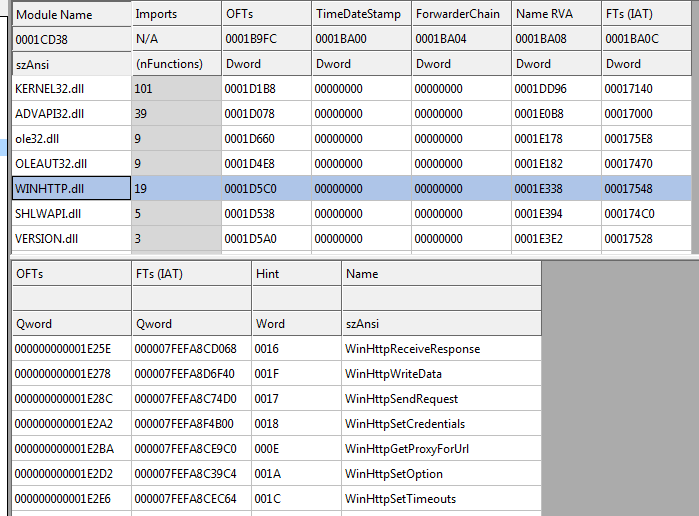 Module Name Imports OFTs TimeDateStamp ForwarderChain Name RVA FTs (IAT)
0001CD38 N/A 0001B9FC 0001BA00 0001BA04 0001BA08 0001BA0C
szAnsi (nFunctions) Dword Dword Dword Dword Dword
KERNEL32.dll 101 0001D1B8 00000000 00000000 0001DD96 00017140
ADVAPI32.dll 39 0001D078 00000000 00000000 0001E0B8 00017000
ole32.dll 9 0001D660 00000000 00000000 0001E178 000175E8
OLEAUT32.dll 9 0001D4E8 00000000 00000000 0001E182 00017470
WINHTTP.dll 19 0001D5C0 00000000 00000000 0001E338 00017548
SHLWAPI.dll 5 0001D538 00000000 00000000 0001E394 000174C0
VERSION.dll 3 0001D5A0 00000000 00000000 0001E3E2 00017528
OFTs FTs (IAT) Hint Name
Qword Qword Word szAnsi
000000000001E25E 000007FEFA8CD068 0016 WinHttpReceiveResponse
000000000001E278 000007FEFA8D6F40 001F WinHttpWriteData
000000000001E28C 000007FEFA8C74D0 0017 WinHttpSendRequest
000000000001E2A2 000007FEFA8F4B00 0018 WinHttpSetCredentials
000000000001E2BA 000007FEFA8CE9C0 000E WinHttpGetProxyForUrl
000000000001E2D2 000007FEFA8C39C4 001A WinHttpSetOption
000000000001E2E6 000007FEFA8CEC64 001C WinHttpSetTimeouts